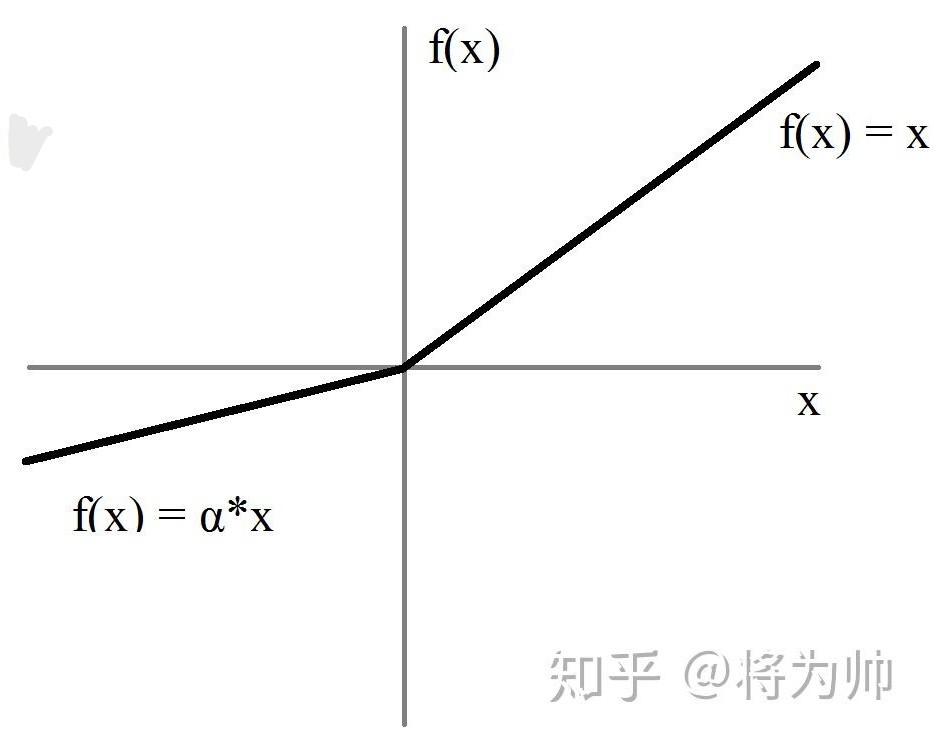 f(x)
f(x) = x
x
f(x) = α*x
知乎 @将为帅